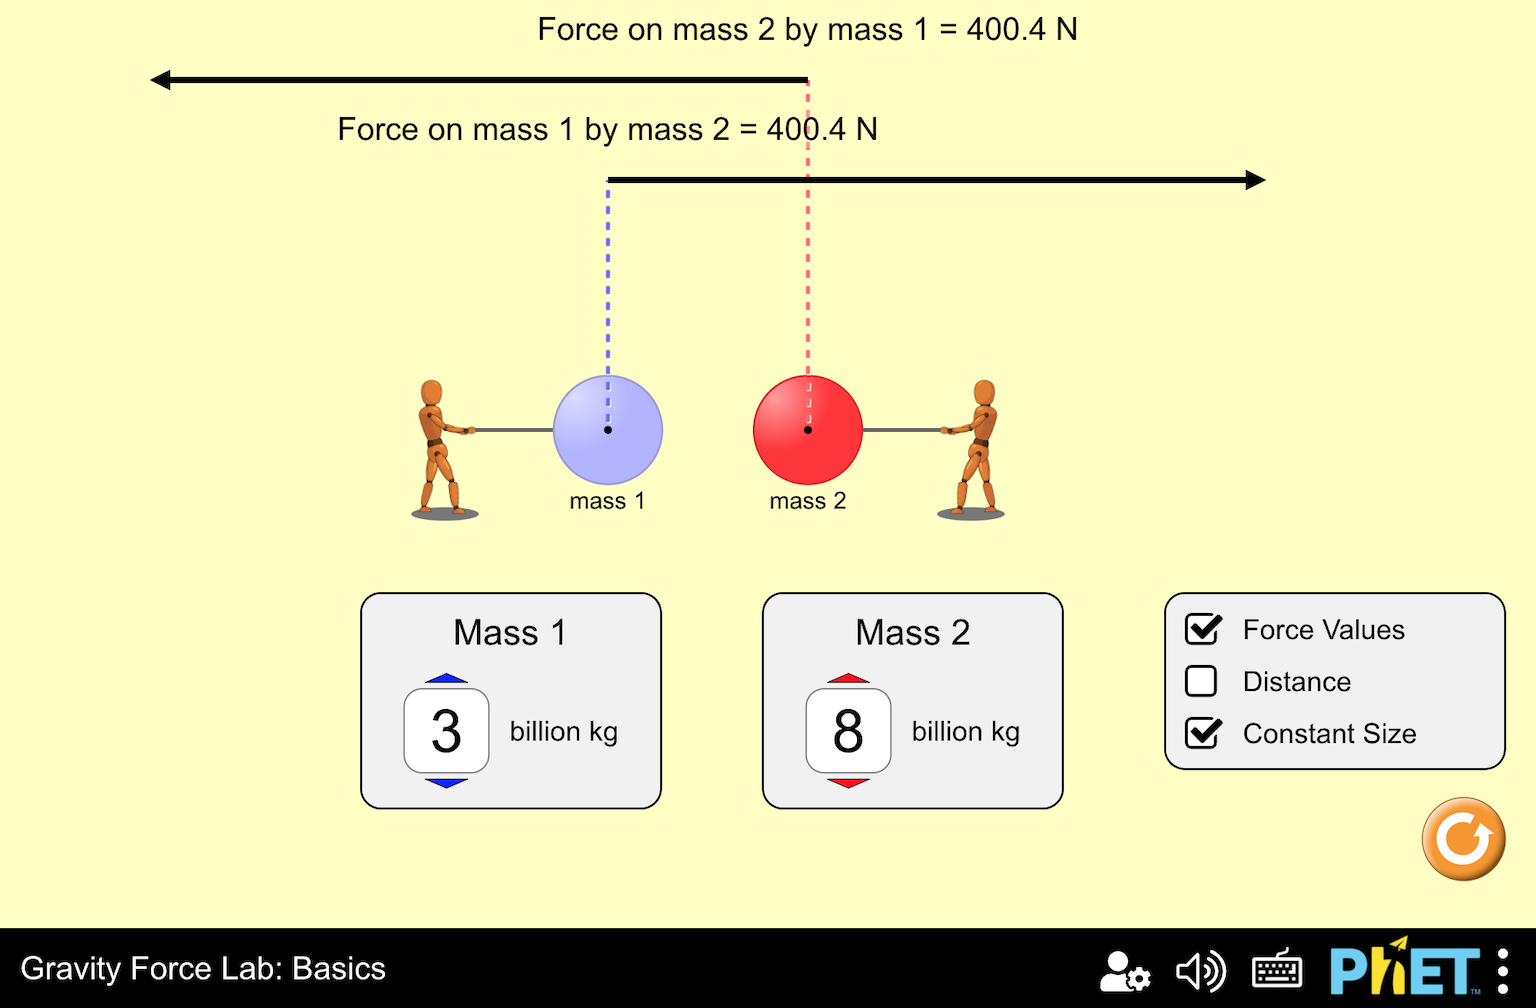 Force on mass 2 by mass 1 = 400.4 N
Force on mass 1 by mass 2 = 400.4 N
mass 1
mass 2
Mass 1
3 billion kg
Mass 2
8 billion kg
Force Values
Distance
Constant Size
Gravity Force Lab: Basics
PhET™